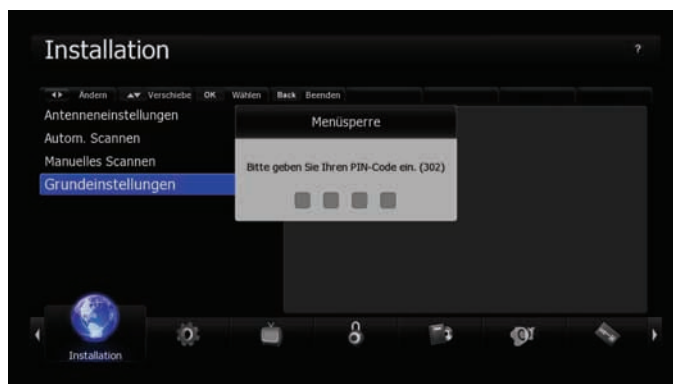 Installation
?
Ändern Verschiebe OK Wählen Back Beenden
Antenneneinstellungen
Autom. Scannen
Manuelles Scannen
Grundeinstellungen
Menüsperre
Bitte geben Sie Ihren PIN-Code ein. (302)
Installation